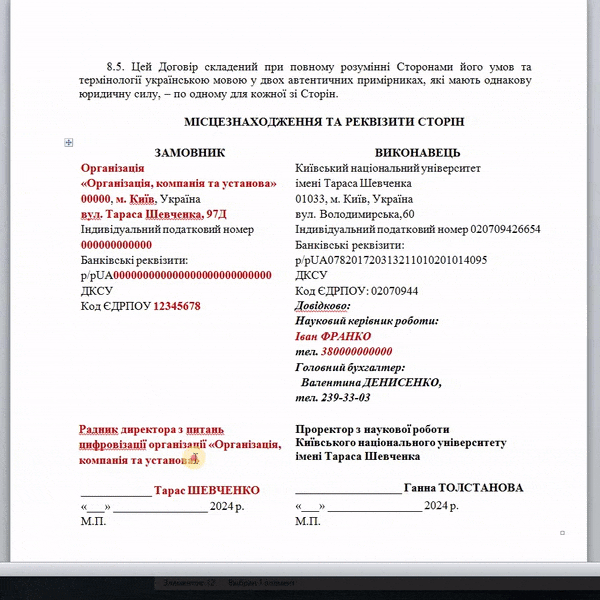 8.5. Цей Договір складений при повному розумінні Сторонами його умов та
термінології українською мовою у двох автентичних примірниках, які мають однакову
юридичну силу, – по одному для кожної зі Сторін.
МІСЦЕЗНАХОДЖЕННЯ ТА РЕКВІЗИТИ СТОРІН
ЗАМОВНИК
Організація
«Організація, компанія та установа»
00000, м. Київ, Україна
вул. Тараса Шевченка, 97Д
Індивідуальний податковий номер
000000000000
Банківські реквізити:
р/рUA000000000000000000000000000
ДКСУ
Код ЄДРПОУ 12345678
ВИКОНАВЕЦЬ
Київський національний університет
імені Тараса Шевченка
01033, м. Київ, Україна
вул. Володимирська,60
Індивідуальний податковий номер 020709426654
Банківські реквізити:
р/рUA078201720313211010201014095
ДКСУ
Код ЄДРПОУ: 02070944
Довідково:
Науковий керівник роботи:
Іван ФРАНКО
тел. 380000000000
Головний бухгалтер:
Валентина ДЕНИСЕНКО,
тел. 239-33-03
Радник директора з питань
цифровізації організації «Організація,
компанія та установа»
____________ Тарас ШЕВЧЕНКО
«___» ________________ 2024 р.
М.П.
Проректор з наукової роботи
Київського національного університету
імені Тараса Шевченка
__________________ Ганна ТОЛСТАНОВА
«___» ________________ 2024 р.
М.П.